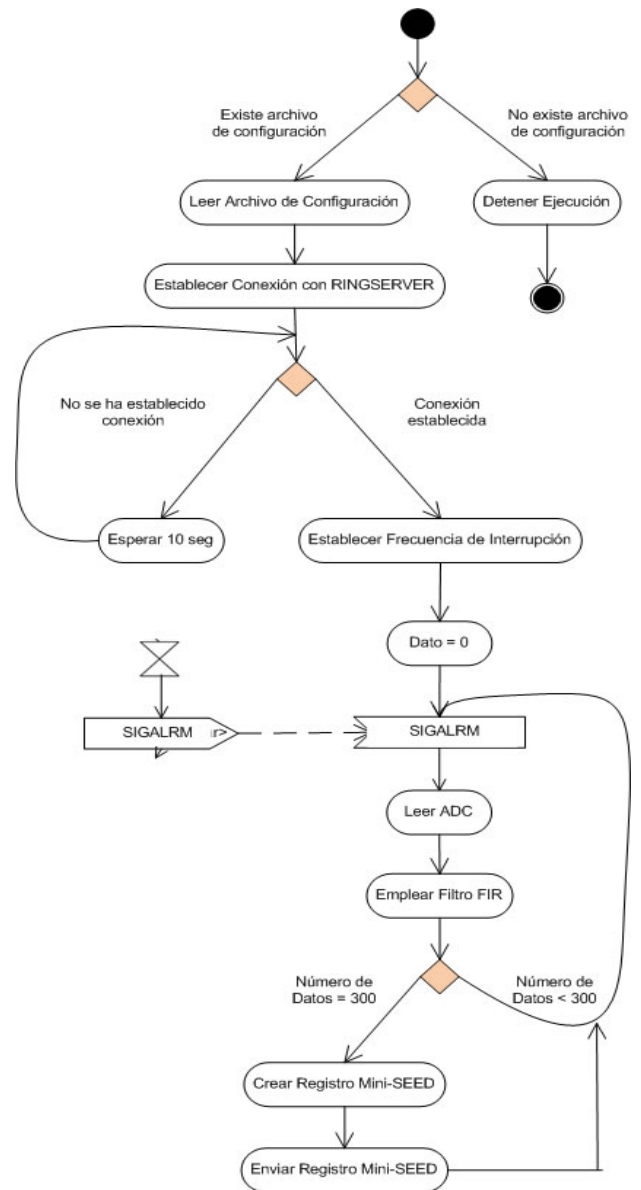 Existe archivo
de configuración
No existe archivo
de configuración
Leer Archivo de Configuración
Detener Ejecución
Establecer Conexión con RINGSERVER
No se ha establecido
conexión
Conexión
establecida
Esperar 10 seg
Establecer Frecuencia de Interrupción
Dato = 0
SIGALRM
r>
SIGALRM
Leer ADC
Emplear Filtro FIR
Número de
Datos = 300
Número de
Datos < 300
Crear Registro Mini-SEED
Enviar Registro Mini-SEED